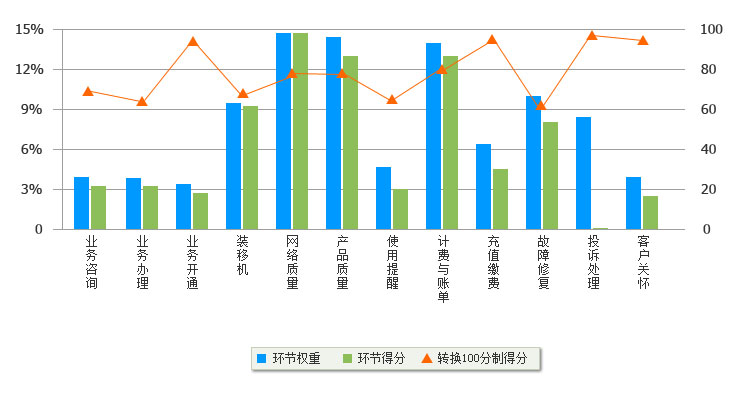 15% 100
12% 80
9% 60
6% 40
3% 20
0 0
业务咨询
业务办理
业务开通
装移机
网络质量
产品质量
使用提醒
计费与账单
充值缴费
故障修复
投诉处理
客户关怀
环节权重 环节得分 转换100分制得分